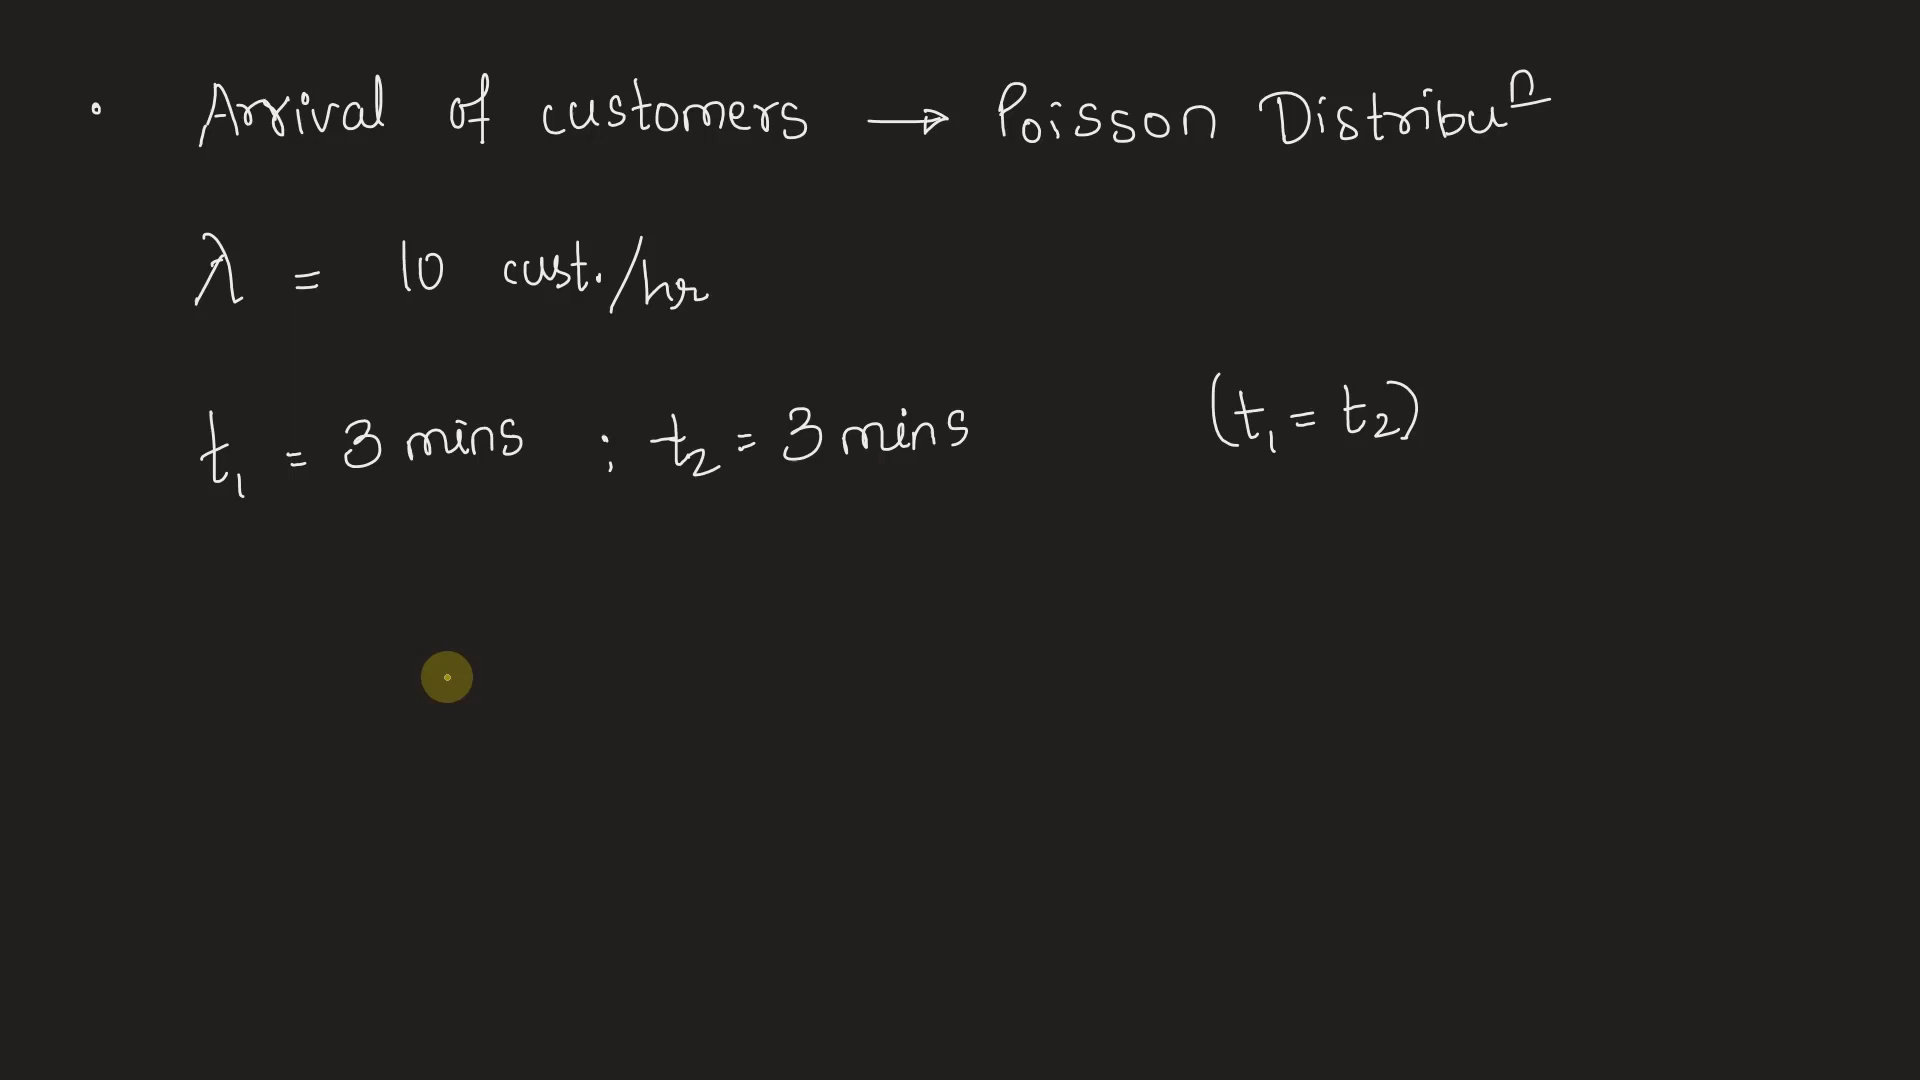 • Arrival of customers → Poisson Distribuⁿ
λ = 10 cust./hr
t₁ = 3 mins ; t₂ = 3 mins (t₁ = t₂)